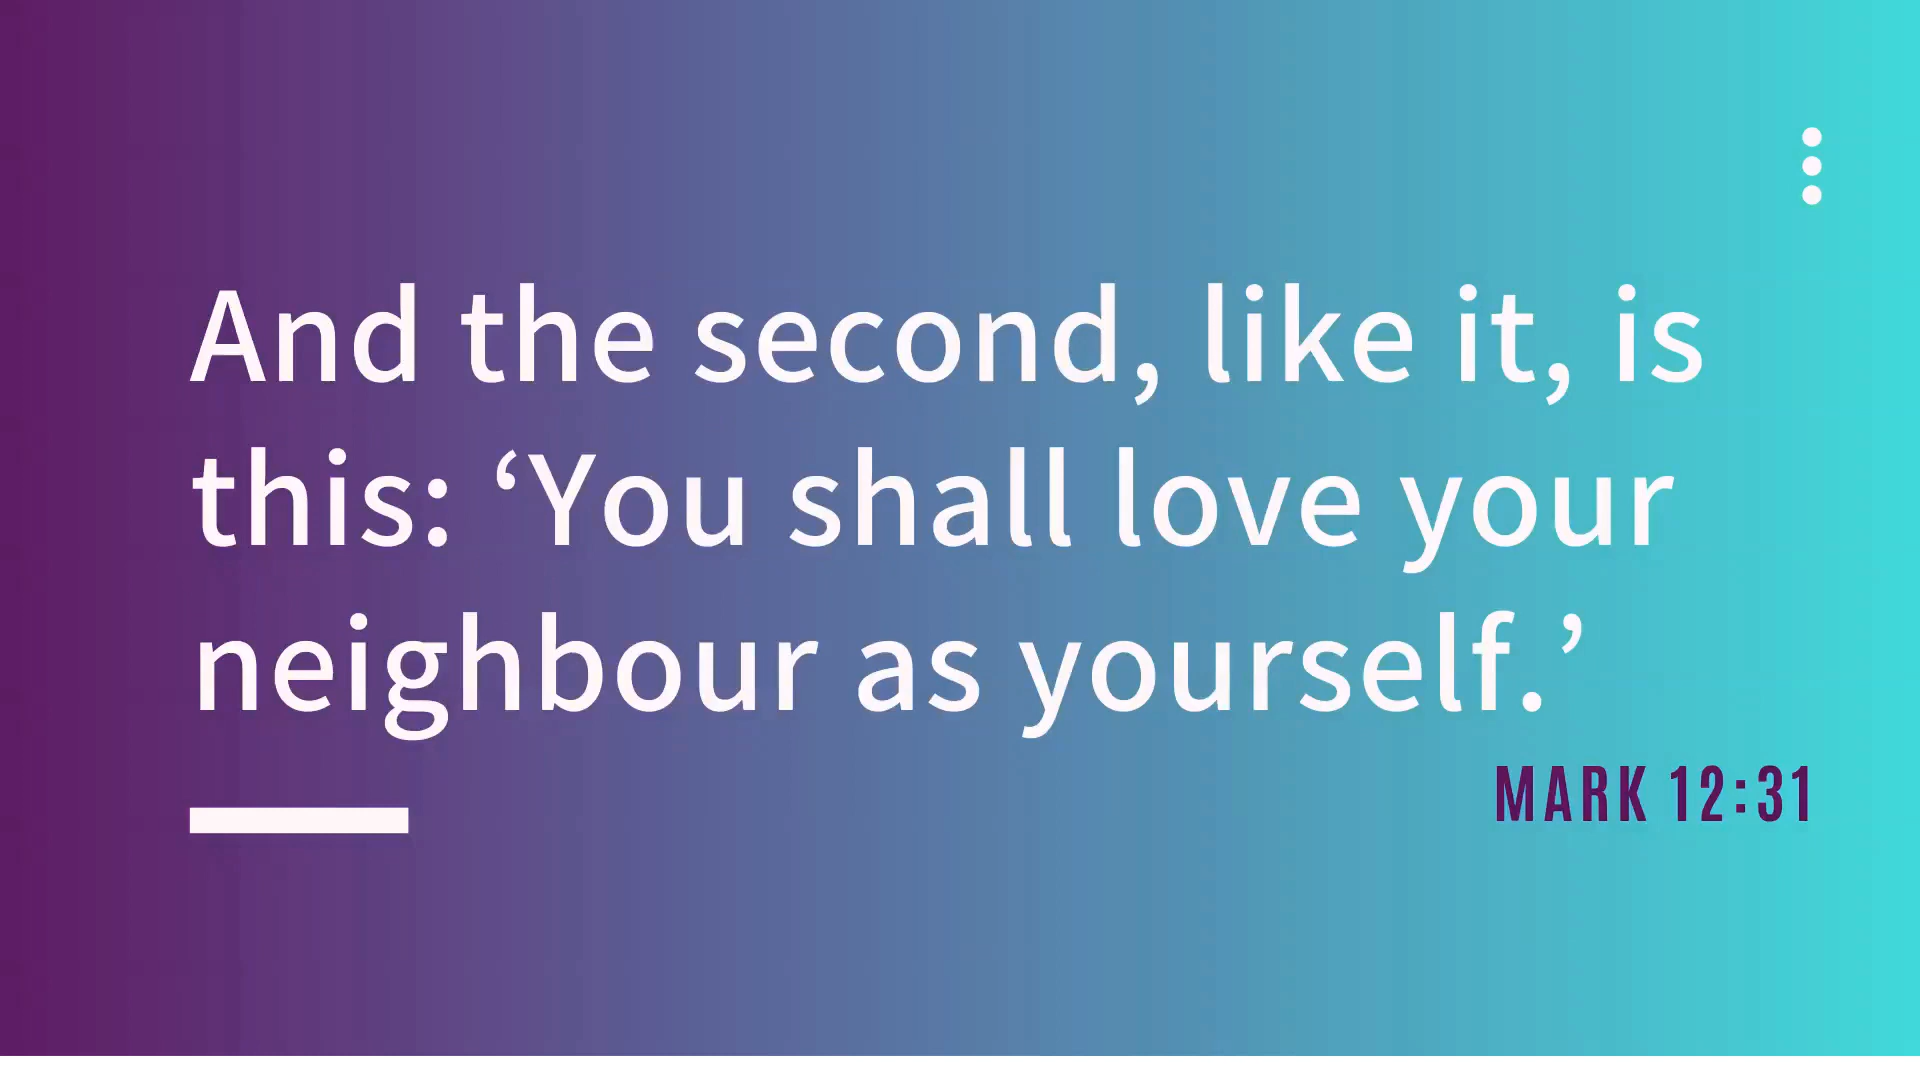 And the second, like it, is
this: ‘You shall love your
neighbour as yourself.’
MARK 12:31